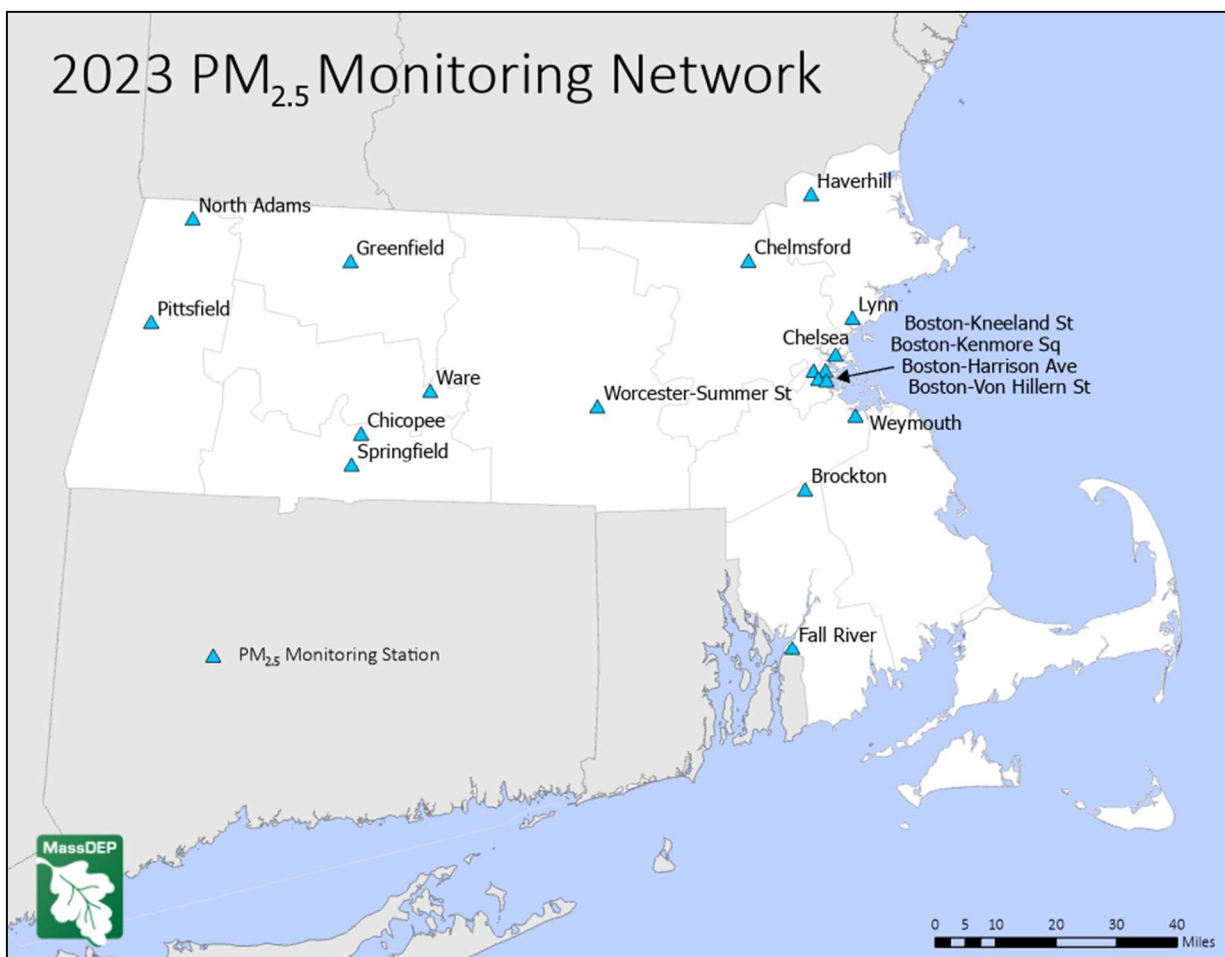 2023 PM2.5 Monitoring Network
Haverhill
North Adams
Greenfield
Chelmsford
Pittsfield
Lynn
Boston-Kneeland St
Chelsea
Boston-Kenmore Sq
Boston-Harrison Ave
Ware
Boston-Von Hillern St
Worcester-Summer St
Chicopee
Weymouth
Springfield
Brockton
Fall River
PM2.5 Monitoring Station
MassDEP
0 5 10 20 30 40
Miles